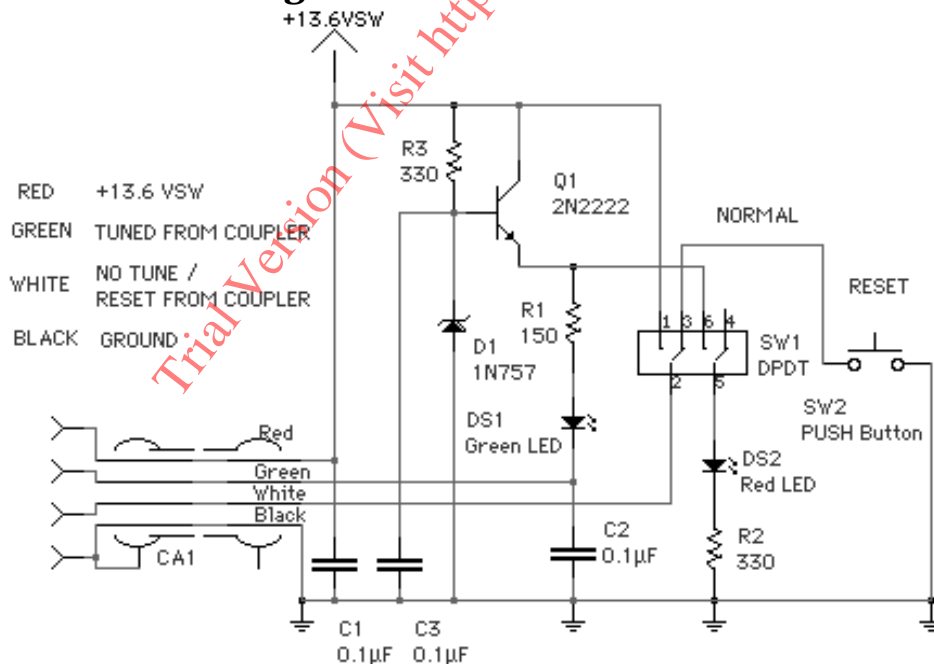 +13.6VSW
Trial Version (Visit http
R3
330
Q1
2N2222
RED +13.6 VSW
GREEN TUNED FROM COUPLER
WHITE NO TUNE /
RESET FROM COUPLER
BLACK GROUND
NORMAL
RESET
R1
150
1 3 6 4
2 5
SW1
DPDT
D1
1N757
SW2
PUSH Button
DS1
Green LED
DS2
Red LED
Red
Green
White
Black
CA1
C2
0.1µF
R2
330
C1 C3
0.1µF 0.1µF